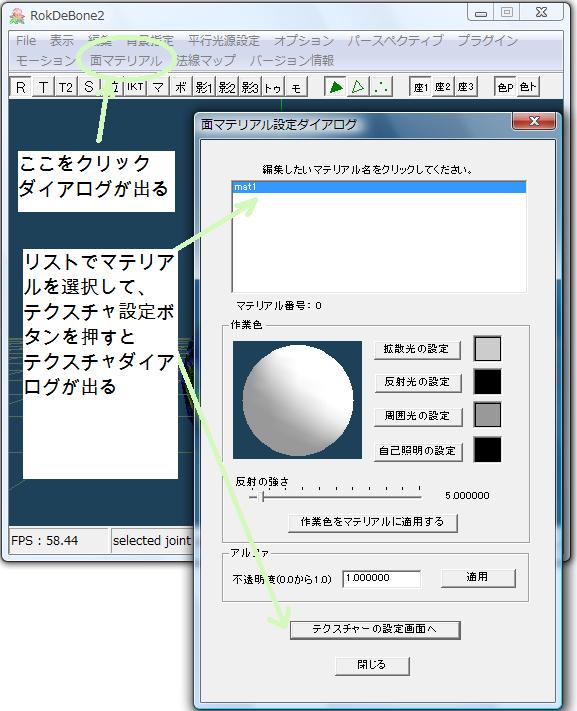 RokDeBone2
File 表示 編集 背景指定 平行光源設定 オプション パースペクティブ プラグイン
モーション 面マテリアル 法線マップ バージョン情報
R T T2 S 位 IKT マ ボ 影1 影2 影3 トゥ モ 座1 座2 座3 色P 色ト
ここをクリック
ダイアログが出る
リストでマテリア
ルを選択して、
テクスチャ設定ボ
タンを押すと
テクスチャダイア
ログが出る
FPS : 58.44 selected joint
面マテリアル設定ダイアログ
編集したいマテリアル名をクリックしてください。
mat1
マテリアル番号: 0
作業色
拡散光の設定
反射光の設定
周囲光の設定
自己照明の設定
反射の強さ
5.000000
作業色をマテリアルに適用する
アルファ
不透明度(0.0から1.0) 1.000000 適用
テクスチャーの設定画面へ
閉じる